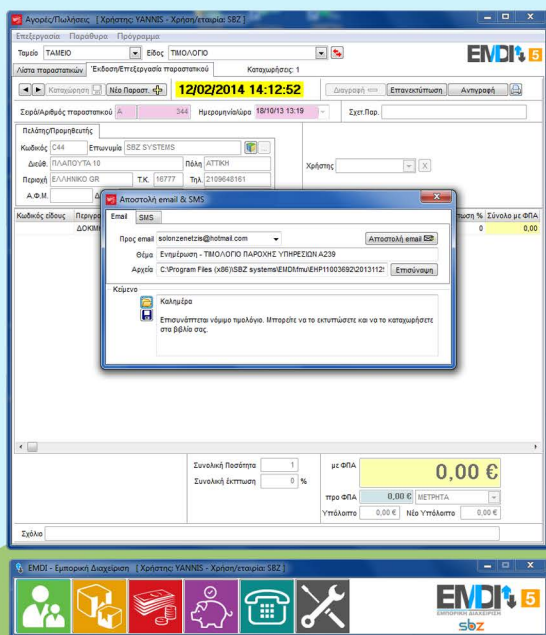 Αγορές/Πωλήσεις [Χρήστης: YANNIS - Χρήση/εταιρία: SBZ ]
Επεξεργασία Παράθυρα Πρόγραμμα
Ταμείο ΤΑΜΕΙΟ Είδος ΤΙΜΟΛΟΓΙΟ
EMDI 5
Λίστα παραστατικών Έκδοση/Επεξεργασία παραστατικού Καταχωρήσεις: 1
Καταχώρηση Νέο Παραστ. 12/02/2014 14:12:52 Διαγραφή Επανεκτύπωση Αντιγραφή
Σειρά/Αριθμός παραστατικού Α 344 Ημερομηνία/ώρα 18/10/13 13:19 Σχετ.Παρ.
Πελάτης/Προμηθευτής
Κωδικός C44 Επωνυμία SBZ SYSTEMS
Διεύθ. ΠΛΑΠΟΥΤΑ 10 Πόλη ΑΤΤΙΚΗ Χρήστης X
Περιοχή ΕΛΛΗΝΙΚΟ GR Τ.Κ. 16777 Τηλ. 2109648161
Α.Φ.Μ.
Αποστολή email & SMS
Κωδικός είδους Σύνολο με ΦΠΑ
0 0,00
Email SMS
Προς email solonzenetzis@hotmail.com Αποστολή email
Θέμα Ενημέρωση - ΤΙΜΟΛΟΓΙΟ ΠΑΡΟΧΗΣ ΥΠΗΡΕΣΙΩΝ Α239
Αρχείο C:\Program Files (x86)\SBZ systems\EMDI\fmu\EHP11003692\2013112 Επισύναψη
Κείμενο
Καλημέρα
Επισυνάπτεται νόμιμο τιμολόγιο. Μπορείτε να το εκτυπώσετε και να το καταχωρήσετε
στα βιβλία σας.
Συνολική Ποσότητα 1 με ΦΠΑ 0,00 €
Συνολική έκπτωση 0 %
προ ΦΠΑ 0,00 € ΜΕΤΡΗΤΑ
Υπόλοιπο 0,00 € Νέο Υπόλοιπο 0,00 €
Σχόλιο
EMDI - Εμπορική Διαχείριση [Χρήστης: YANNIS - Χρήση/εταιρία: SBZ ]
EMDI 5
ΕΜΠΟΡΙΚΗ ΔΙΑΧΕΙΡΙΣΗ
sbz